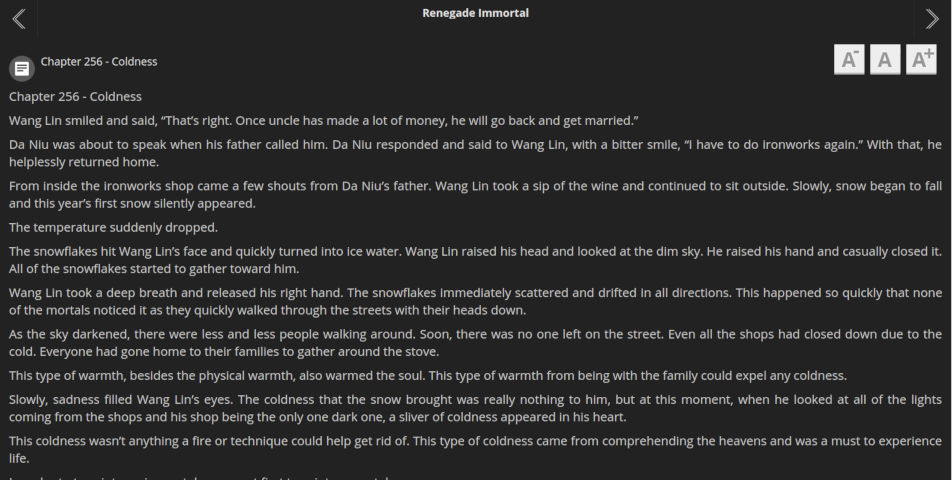 Renegade Immortal
Chapter 256 - Coldness
A-
A
A+
Chapter 256 - Coldness
Wang Lin smiled and said, “That’s right. Once uncle has made a lot of money, he will go back and get married.”
Da Niu was about to speak when his father called him. Da Niu responded and said to Wang Lin, with a bitter smile, “I have to do ironworks again.” With that, he
helplessly returned home.
From inside the ironworks shop came a few shouts from Da Niu’s father. Wang Lin took a sip of the wine and continued to sit outside. Slowly, snow began to fall
and this year’s first snow silently appeared.
The temperature suddenly dropped.
The snowflakes hit Wang Lin’s face and quickly turned into ice water. Wang Lin raised his head and looked at the dim sky. He raised his hand and casually closed it.
All of the snowflakes started to gather toward him.
Wang Lin took a deep breath and released his right hand. The snowflakes immediately scattered and drifted in all directions. This happened so quickly that none
of the mortals noticed it as they quickly walked through the streets with their heads down.
As the sky darkened, there were less and less people walking around. Soon, there was no one left on the street. Even all the shops had closed down due to the
cold. Everyone had gone home to their families to gather around the stove.
This type of warmth, besides the physical warmth, also warmed the soul. This type of warmth from being with the family could expel any coldness.
Slowly, sadness filled Wang Lin’s eyes. The coldness that the snow brought was really nothing to him, but at this moment, when he looked at all of the lights
coming from the shops and his shop being the only one dark one, a sliver of coldness appeared in his heart.
This coldness wasn’t anything a fire or technique could help get rid of. This type of coldness came from comprehending the heavens and was a must to experience
life.